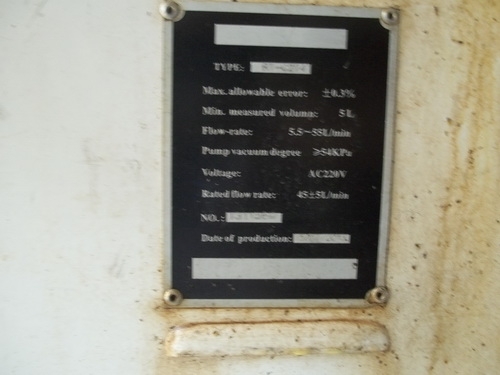 TYPE:
Max. allowable error: ±0.3%
Min. measured volumn: 5L
Flow-rate: 5.5~55L/min
Pump vacuum degree ≥54KPa
Voltage: AC220V
Rated flow rate: 45±5L/min
NO.:
Date of production: